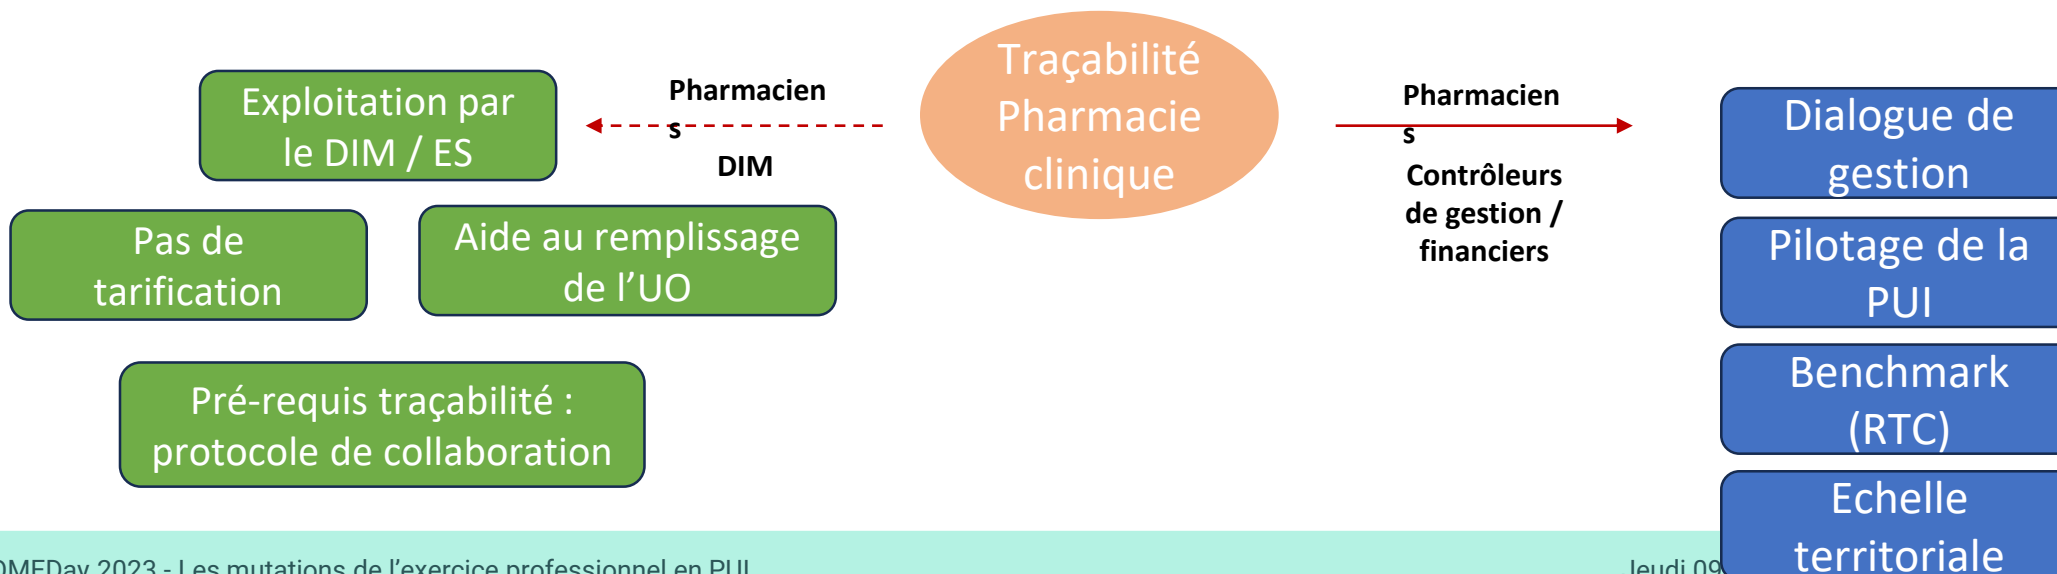 Exploitation par
le DIM / ES
Pas de
tarification
Aide au remplissage
de l'UO
Pré-requis traçabilité :
protocole de collaboration
Pharmacien
s
DIM
Traçabilité
Pharmacie
clinique
Pharmacien
s
Contrôleurs
de gestion /
financiers
Dialogue de
gestion
Pilotage de la
PUI
Benchmark
(RTC)
Echelle
territoriale
OMEDay 2023 - Les mutations de l'exercice professionnel en PUI
Jeudi 09